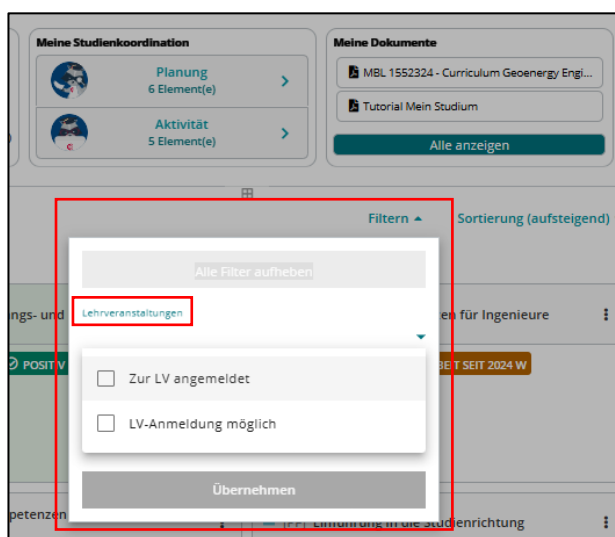 Meine Studienkoordination
Planung
6 Element(e)
Aktivität
5 Element(e)
Meine Dokumente
MBL 1552324 - Curriculum Geoenergy Engi...
Tutorial Mein Studium
Alle anzeigen
Filtern
Sortierung (aufsteigend)
Alle Filter aufheben
Lehrveranstaltungen
ngs- und
en für Ingenieure
POSITIV
EIT SEIT 2024 W
Zur LV angemeldet
LV-Anmeldung möglich
Übernehmen
petenzen
[PF] Einführung in die Studienrichtung